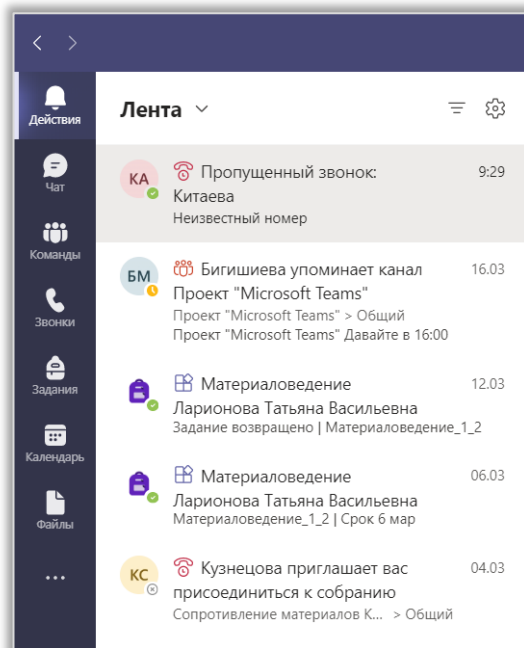 Действия
Чат
Команды
Звонки
Задания
Календарь
Файлы
Лента
КА
Пропущенный звонок: 9:29
Китаева
Неизвестный номер
БМ
Бигишиева упоминает канал 16.03
Проект "Microsoft Teams"
Проект "Microsoft Teams" > Общий
Проект "Microsoft Teams" Давайте в 16:00
Материаловедение 12.03
Ларионова Татьяна Васильевна
Задание возвращено | Материаловедение_1_2
Материаловедение 06.03
Ларионова Татьяна Васильевна
Материаловедение_1_2 | Срок 6 мар
КС
Кузнецова приглашает вас 04.03
присоединиться к собранию
Сопротивление материалов К... > Общий